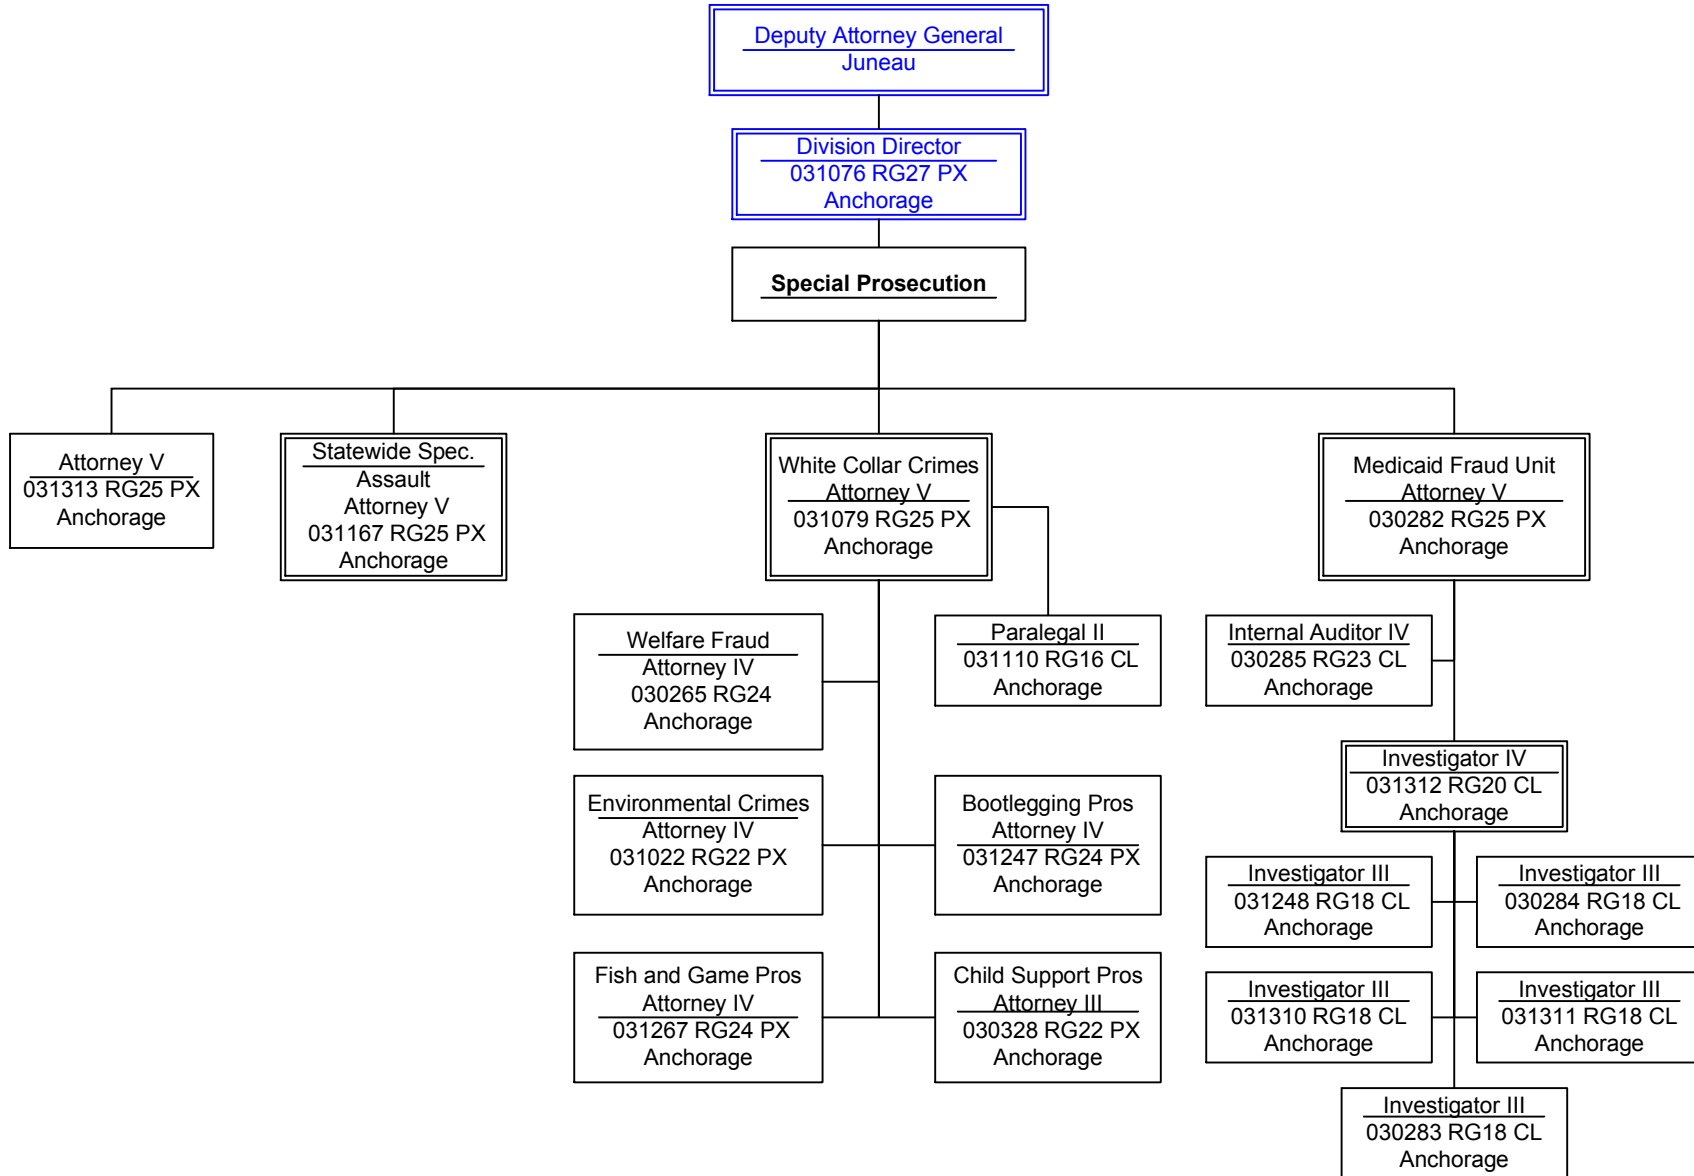 Deputy Attorney General
Juneau
Division Director
031076 RG27 PX
Anchorage
Special Prosecution
Attorney V
031313 RG25 PX
Anchorage
Statewide Spec.
Assault
Attorney V
031167 RG25 PX
Anchorage
White Collar Crimes
Attorney V
031079 RG25 PX
Anchorage
Medicaid Fraud Unit
Attorney V
030282 RG25 PX
Anchorage
Welfare Fraud
Attorney IV
030265 RG24
Anchorage
Paralegal II
031110 RG16 CL
Anchorage
Internal Auditor IV
030285 RG23 CL
Anchorage
Investigator IV
031312 RG20 CL
Anchorage
Environmental Crimes
Attorney IV
031022 RG22 PX
Anchorage
Bootlegging Pros
Attorney IV
031247 RG24 PX
Anchorage
Investigator III
031248 RG18 CL
Anchorage
Investigator III
030284 RG18 CL
Anchorage
Fish and Game Pros
Attorney IV
031267 RG24 PX
Anchorage
Child Support Pros
Attorney III
030328 RG22 PX
Anchorage
Investigator III
031310 RG18 CL
Anchorage
Investigator III
031311 RG18 CL
Anchorage
Investigator III
030283 RG18 CL
Anchorage